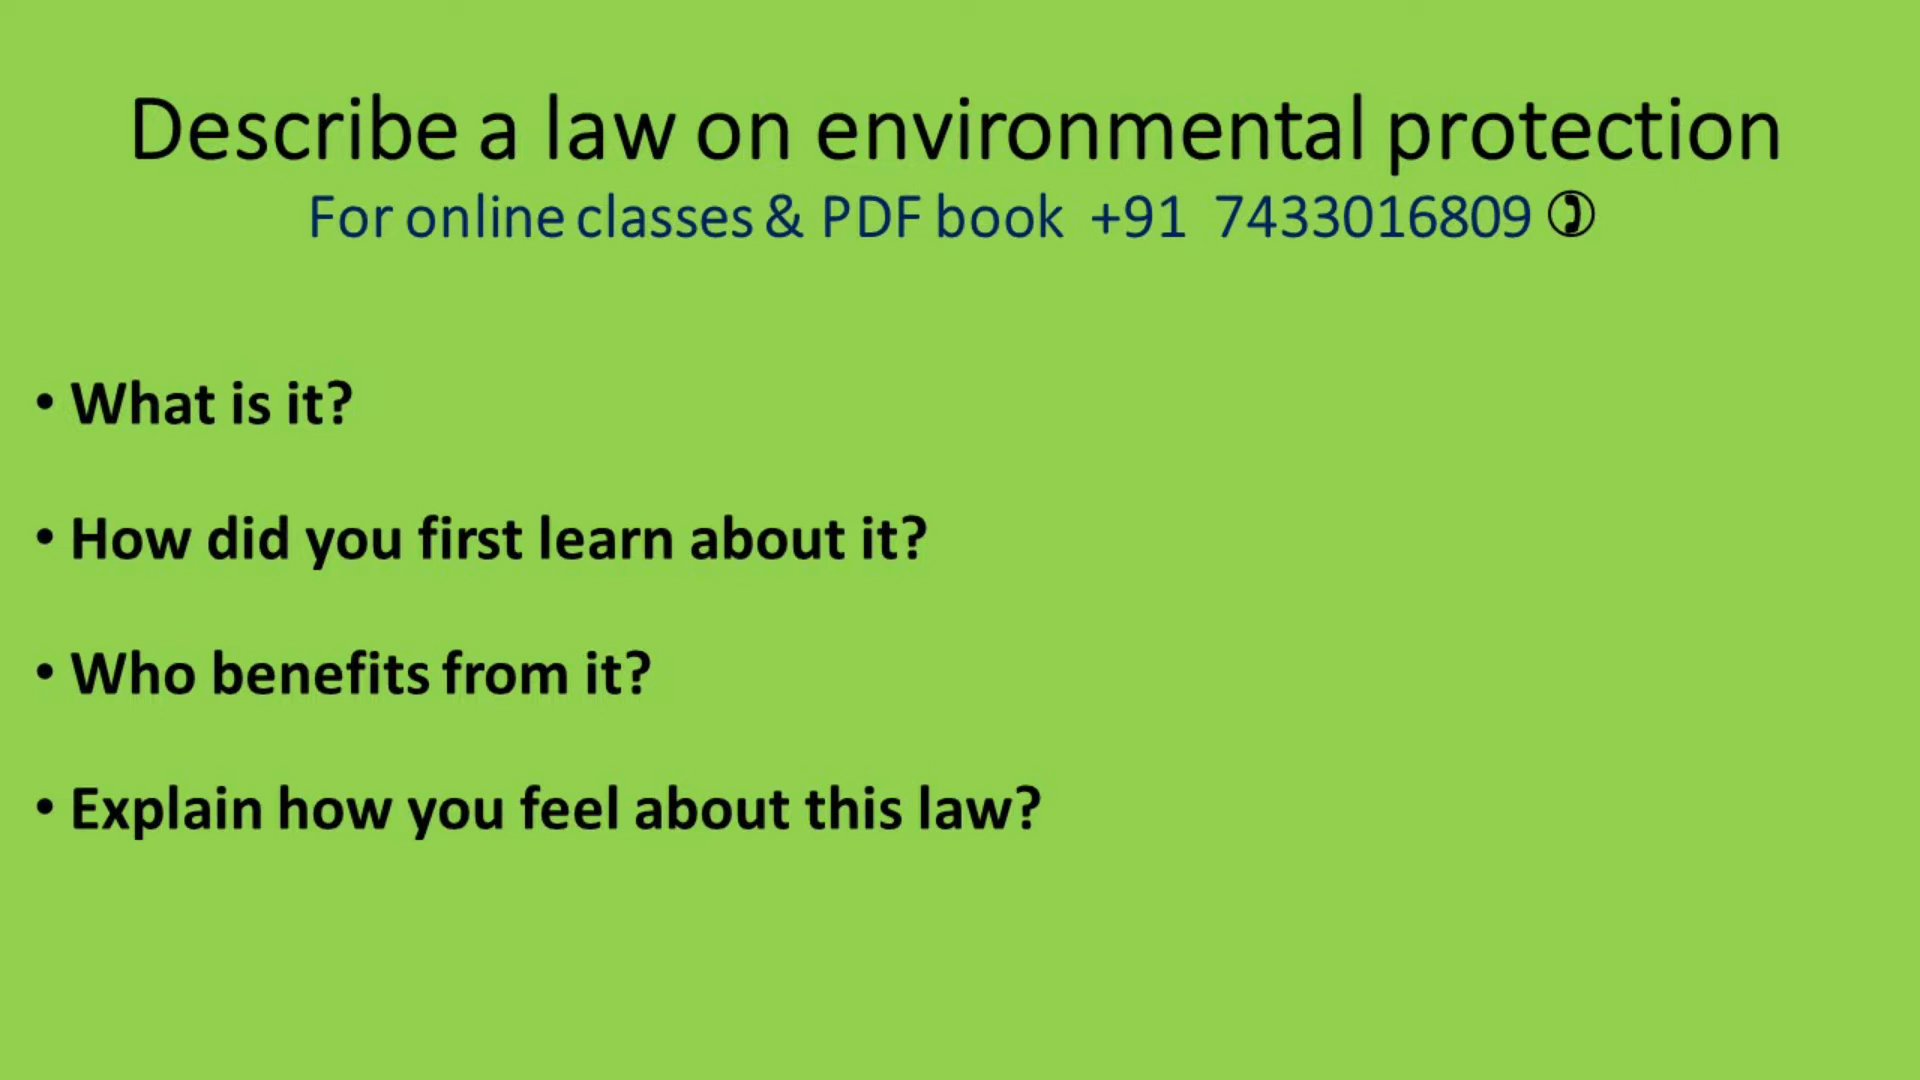 Describe a law on environmental protection
For online classes & PDF book +91 7433016809
• What is it?
• How did you first learn about it?
• Who benefits from it?
• Explain how you feel about this law?